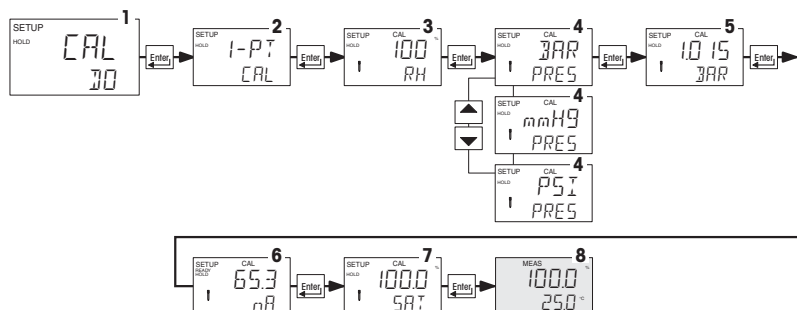 1
SETUP
HOLD
CAL
DO
Enter
2
SETUP
HOLD
1-PT
CAL
Enter
3
SETUP CAL
HOLD
100 %
RH
Enter
4
SETUP CAL
HOLD
BAR
PRES
Enter
5
SETUP CAL
HOLD
1.015
BAR
Enter
4
SETUP CAL
HOLD
mmHg
PRES
4
SETUP CAL
HOLD
PSI
PRES
6
SETUP CAL
READY
HOLD
65.3
nA
Enter
7
SETUP CAL
HOLD
100.0 %
SAT
Enter
8
MEAS
100.0 %
25.0 °C